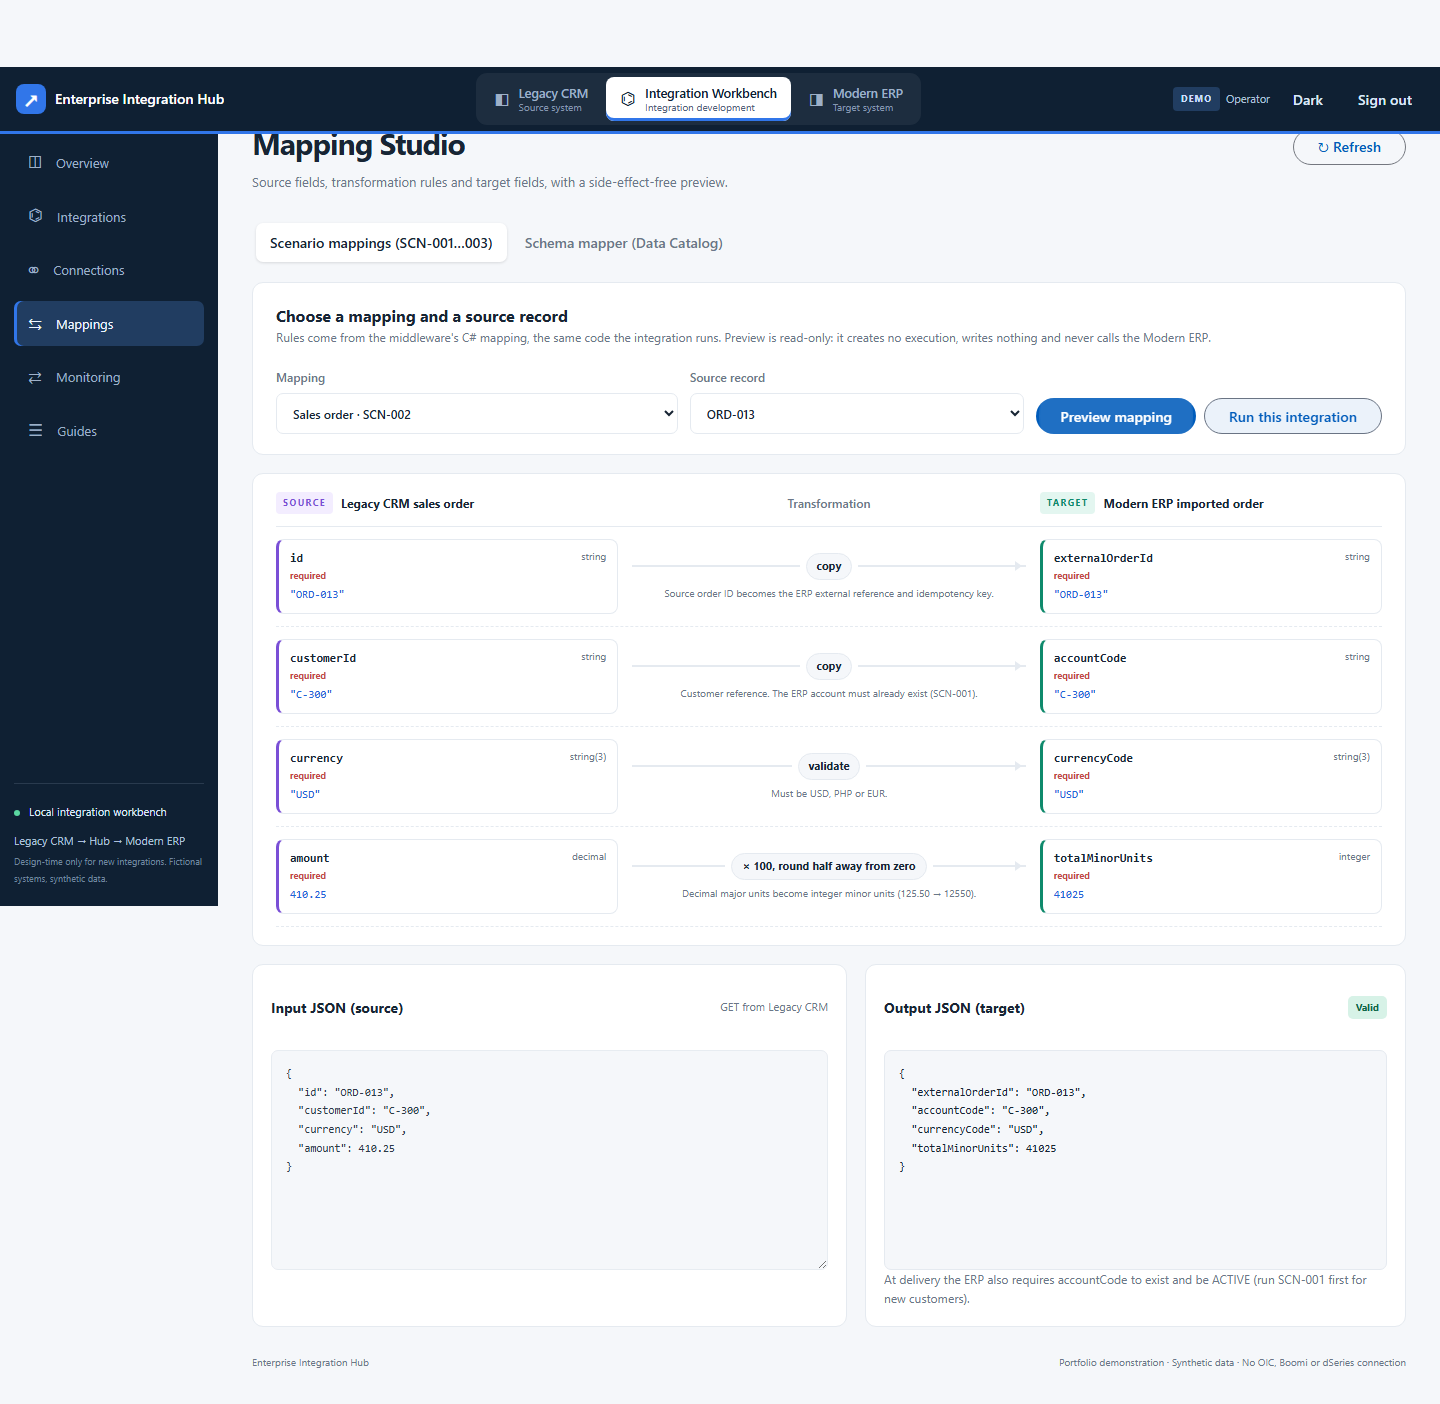 Enterprise Integration Hub
Legacy CRM
Source system
Integration Workbench
Integration development
Modern ERP
Target system
DEMO Operator
Dark
Sign out
Overview
Integrations
Connections
Mappings
Monitoring
Guides
Local integration workbench
Legacy CRM → Hub → Modern ERP
Design-time only for new integrations. Fictional
systems, synthetic data.
Mapping Studio
↻ Refresh
Source fields, transformation rules and target fields, with a side-effect-free preview.
Scenario mappings (SCN-001...003)
Schema mapper (Data Catalog)
Choose a mapping and a source record
Rules come from the middleware's C# mapping, the same code the integration runs. Preview is read-only: it creates no execution, writes nothing and never calls the Modern ERP.
Mapping
Source record
Sales order · SCN-002
ORD-013
Preview mapping
Run this integration
SOURCE Legacy CRM sales order
Transformation
TARGET Modern ERP imported order
id
string
required
"ORD-013"
copy
Source order ID becomes the ERP external reference and idempotency key.
externalOrderId
string
required
"ORD-013"
customerId
string
required
"C-300"
copy
Customer reference. The ERP account must already exist (SCN-001).
accountCode
string
required
"C-300"
currency
string(3)
required
"USD"
validate
Must be USD, PHP or EUR.
currencyCode
string(3)
required
"USD"
amount
decimal
required
410.25
× 100, round half away from zero
Decimal major units become integer minor units (125.50 → 12550).
totalMinorUnits
integer
required
41025
Input JSON (source)
GET from Legacy CRM
{
"id": "ORD-013",
"customerId": "C-300",
"currency": "USD",
"amount": 410.25
}
Output JSON (target)
Valid
{
"externalOrderId": "ORD-013",
"accountCode": "C-300",
"currencyCode": "USD",
"totalMinorUnits": 41025
}
At delivery the ERP also requires accountCode to exist and be ACTIVE (run SCN-001 first for
new customers).
Enterprise Integration Hub
Portfolio demonstration · Synthetic data · No OIC, Boomi or dSeries connection